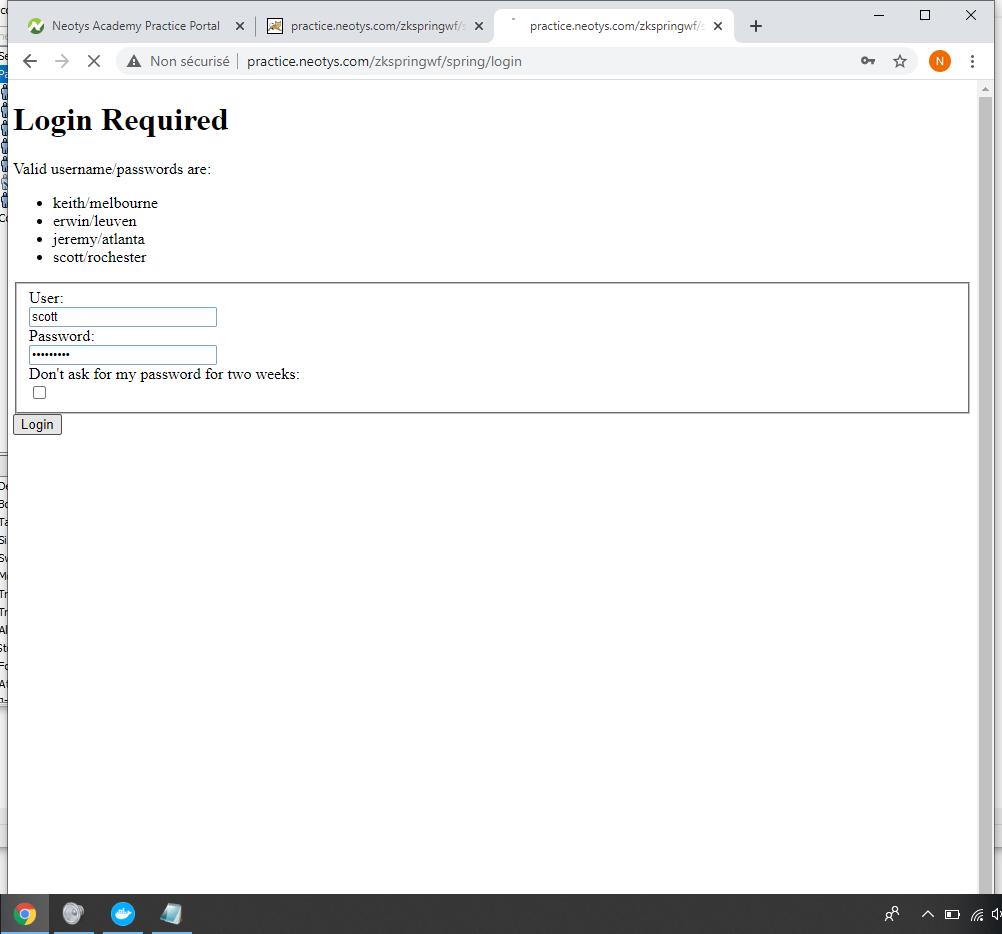 Neotys Academy Practice Portal
practice.neotys.com/zkspringwf/s
practice.neotys.com/zkspringwf/s
Non sécurisé
practice.neotys.com/zkspringwf/spring/login
N
Login Required
Valid username/passwords are:
keith/melbourne
erwin/leuven
jeremy/atlanta
scott/rochester
User:
scott
Password:
•••••••••
Don't ask for my password for two weeks:
Login